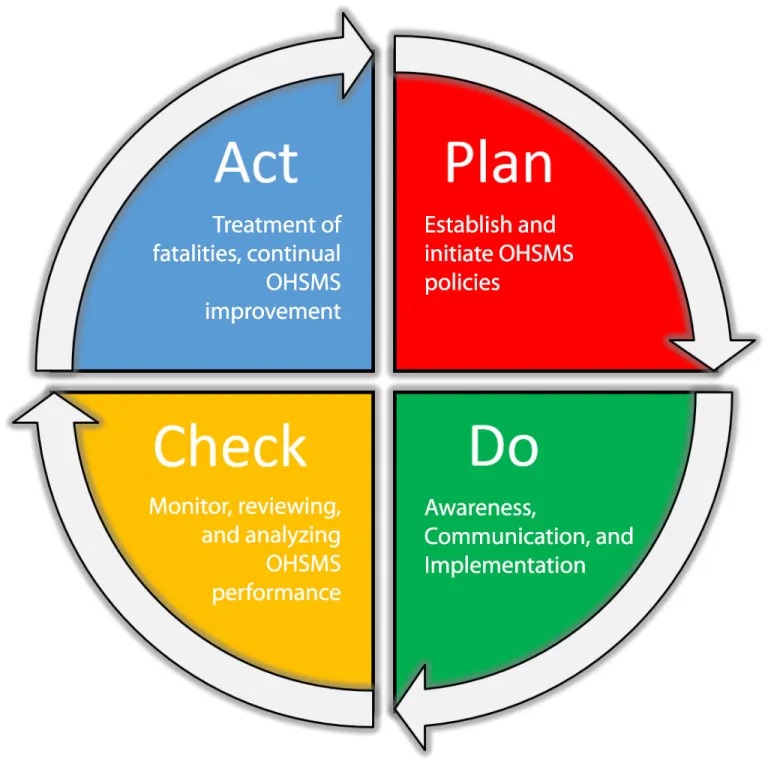 Act
Treatment of
fatalities, continual
OHSMS
improvement
Plan
Establish and
initiate OHSMS
policies
Check
Monitor, reviewing,
and analyzing
OHSMS
performance
Do
Awareness,
Communication, and
Implementation